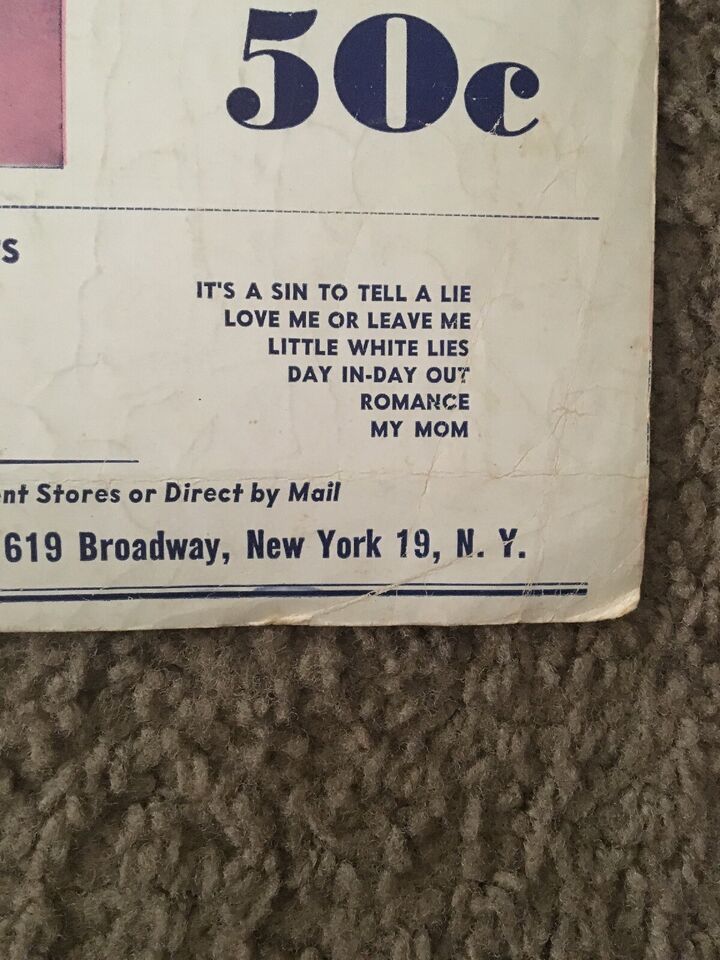 50c
'S
IT'S A SIN TO TELL A LIE
LOVE ME OR LEAVE ME
LITTLE WHITE LIES
DAY IN-DAY OUT
ROMANCE
MY MOM
nt Stores or Direct by Mail
619 Broadway, New York 19, N. Y.